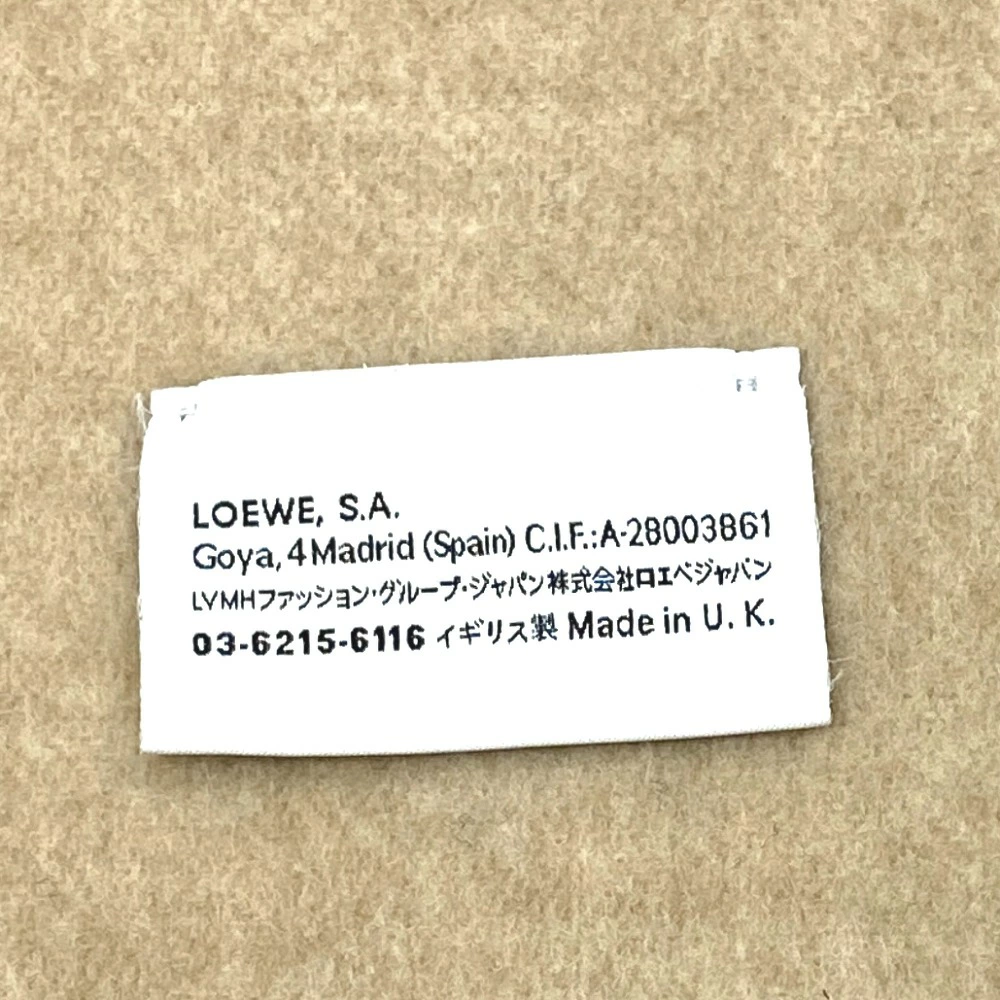 LOEWE, S.A.
Goya, 4 Madrid (Spain) C.I.F.:A-28003861
LVMHファッション・グループ・ジャパン株式会社ロエベジャパン
03-6215-6116 イギリス製 Made in U. K.